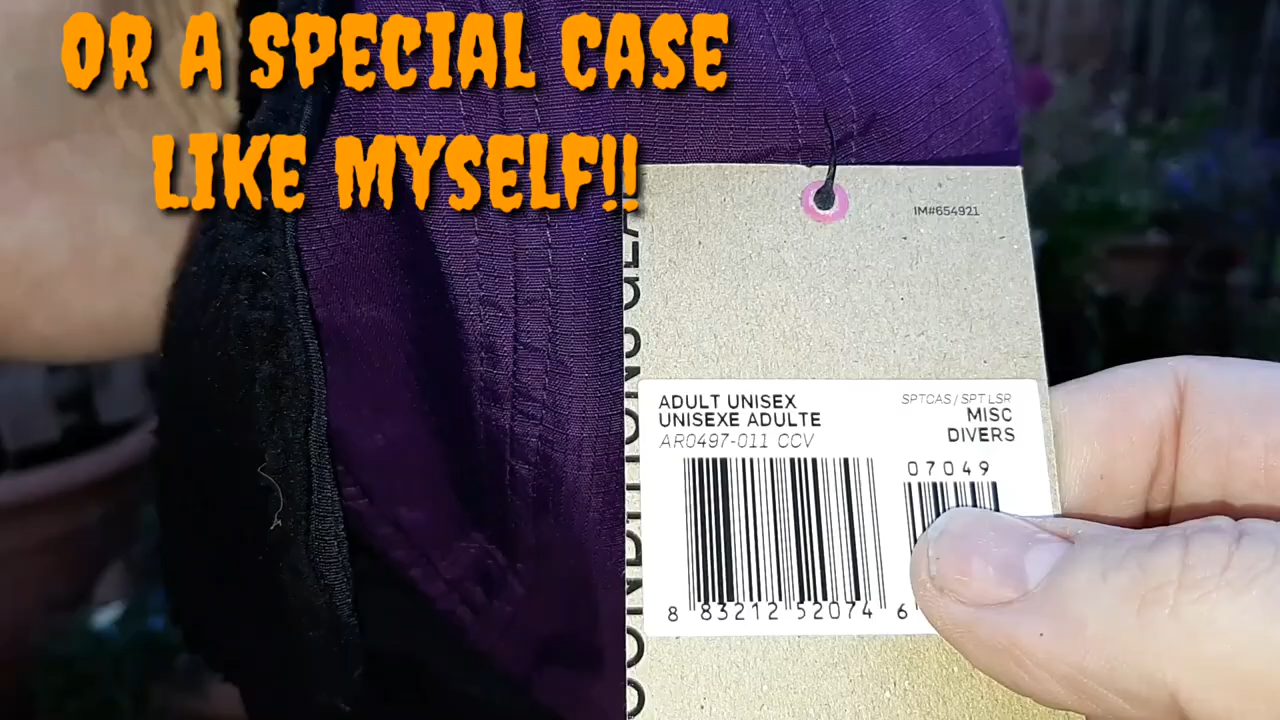 OR A SPECIAL CASE
LIKE MYSELF!!
IM#654921
ADULT UNISEX
UNISEXE ADULTE
AR0497-011 CCV
SPTCAS / SPT LSR
MISC
DIVERS
07049
8 83212 52074 6